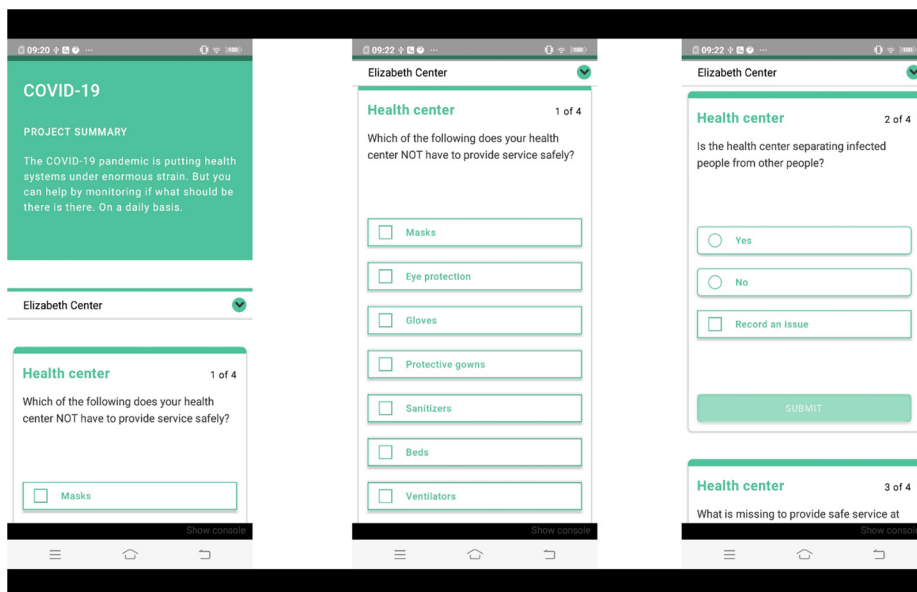 09:20
COVID-19
PROJECT SUMMARY
The COVID-19 pandemic is putting health
systems under enormous strain. But you
can help by monitoring if what should be
there is there. On a daily basis.
Elizabeth Center
Health center 1 of 4
Which of the following does your health
center NOT have to provide service safely?
Masks
Show console
09:22
Elizabeth Center
Health center 1 of 4
Which of the following does your health
center NOT have to provide service safely?
Masks
Eye protection
Gloves
Protective gowns
Sanitizers
Beds
Ventilators
Show console
09:22
Elizabeth Center
Health center 2 of 4
Is the health center separating infected
people from other people?
Yes
No
Record an issue
SUBMIT
Health center 3 of 4
What is missing to provide safe service at
Show console